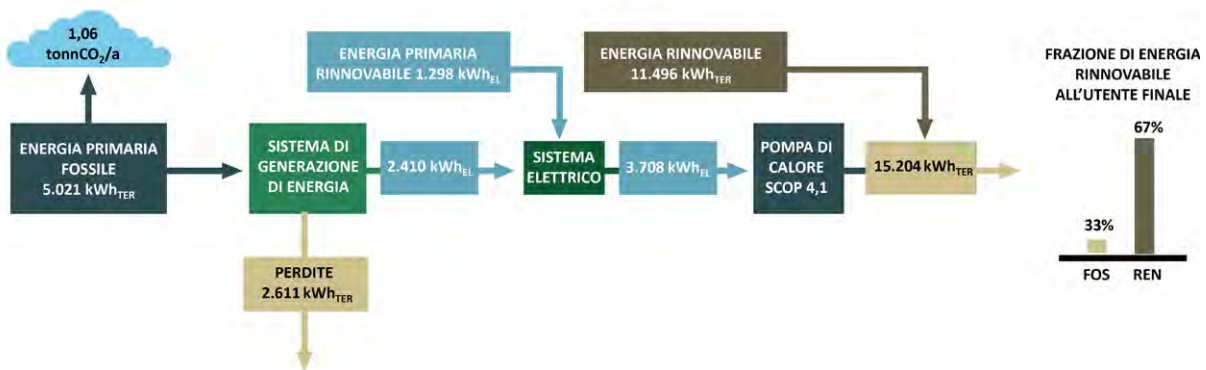 1,06
tonnCO₂/a
ENERGIA PRIMARIA
FOSSILE
5.021 kWhTER
SISTEMA DI
GENERAZIONE
DI ENERGIA
PERDITE
2.611 kWhTER
2.410 kWhEL
ENERGIA PRIMARIA
RINNOVABILE 1.298 kWhEL
SISTEMA
ELETTRICO
3.708 kWhEL
ENERGIA RINNOVABILE
11.496 kWhTER
POMPA DI
CALORE
SCOP 4,1
15.204 kWhTER
FRAZIONE DI ENERGIA
RINNOVABILE
ALL'UTENTE FINALE
67%
33%
FOS REN